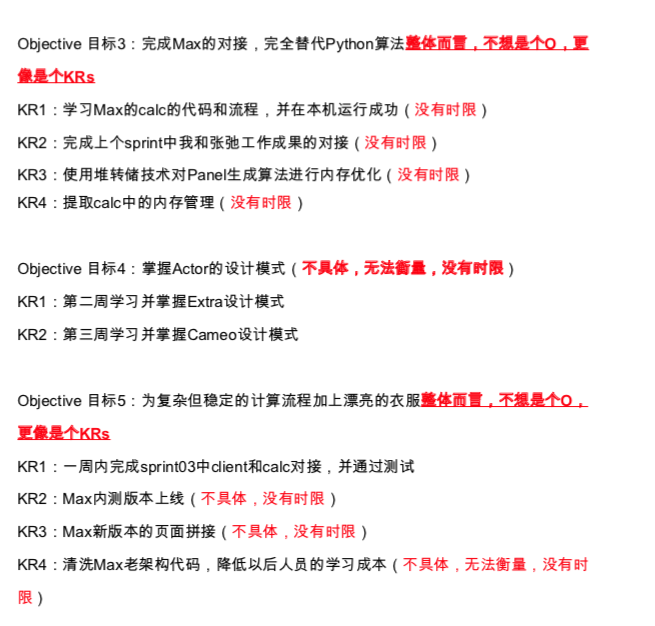 Objective 目标3：完成Max的对接，完全替代Python算法整体而言，不想是个O，更
像是个KRs
KR1：学习Max的calc的代码和流程，并在本机运行成功（没有时限）
KR2：完成上个sprint中我和张弛工作成果的对接（没有时限）
KR3：使用堆转储技术对Panel生成算法进行内存优化（没有时限）
KR4：提取calc中的内存管理（没有时限）
Objective 目标4：掌握Actor的设计模式（不具体，无法衡量，没有时限）
KR1：第二周学习并掌握Extra设计模式
KR2：第三周学习并掌握Cameo设计模式
Objective 目标5：为复杂但稳定的计算流程加上漂亮的衣服整体而言，不想是个O，
更像是个KRs
KR1：一周内完成sprint03中client和calc对接，并通过测试
KR2：Max内测版本上线（不具体，没有时限）
KR3：Max新版本的页面拼接（不具体，没有时限）
KR4：清洗Max老架构代码，降低以后人员的学习成本（不具体，无法衡量，没有时
限）